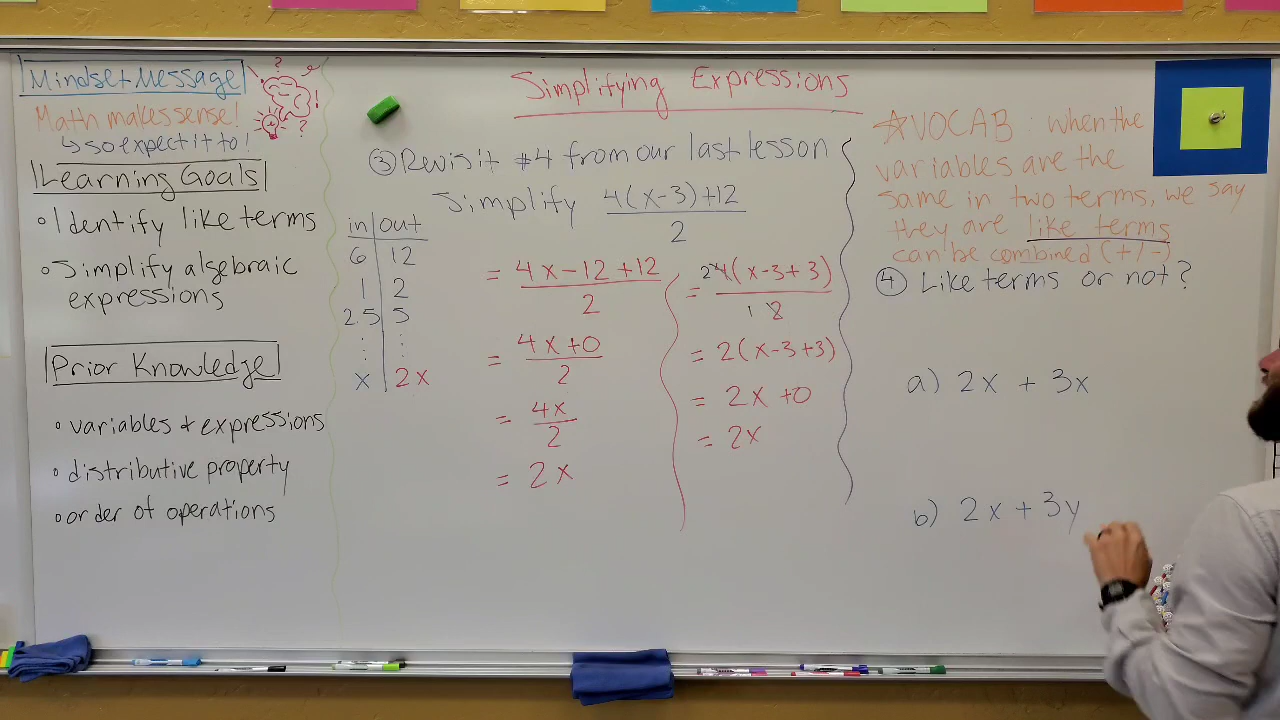 Mindset Message
Math makes sense!
↳ so expect it to!
Learning Goals
∘ Identify like terms
∘ Simplify algebraic
expressions
Prior Knowledge
∘ variables + expressions
∘ distributive property
∘ order of operations
? ! ?
Simplifying Expressions
③ Revisit #4 from our last lesson
Simplify 4(x-3)+12
2
in | out
6 | 12
1 | 2
2.5 | 5
⋮ | ⋮
x | 2x
= 4x-12+12
2
= 4x+0
2
= 4x
2
= 2x
= 2 4(x-3+3)
1 2
= 2(x-3+3)
= 2x +0
= 2x
☆VOCAB : when the
variables are the
same in two terms, we say
they are like terms
can be combined (+/-)
④ Like terms or not?
a) 2x + 3x
b) 2x + 3y